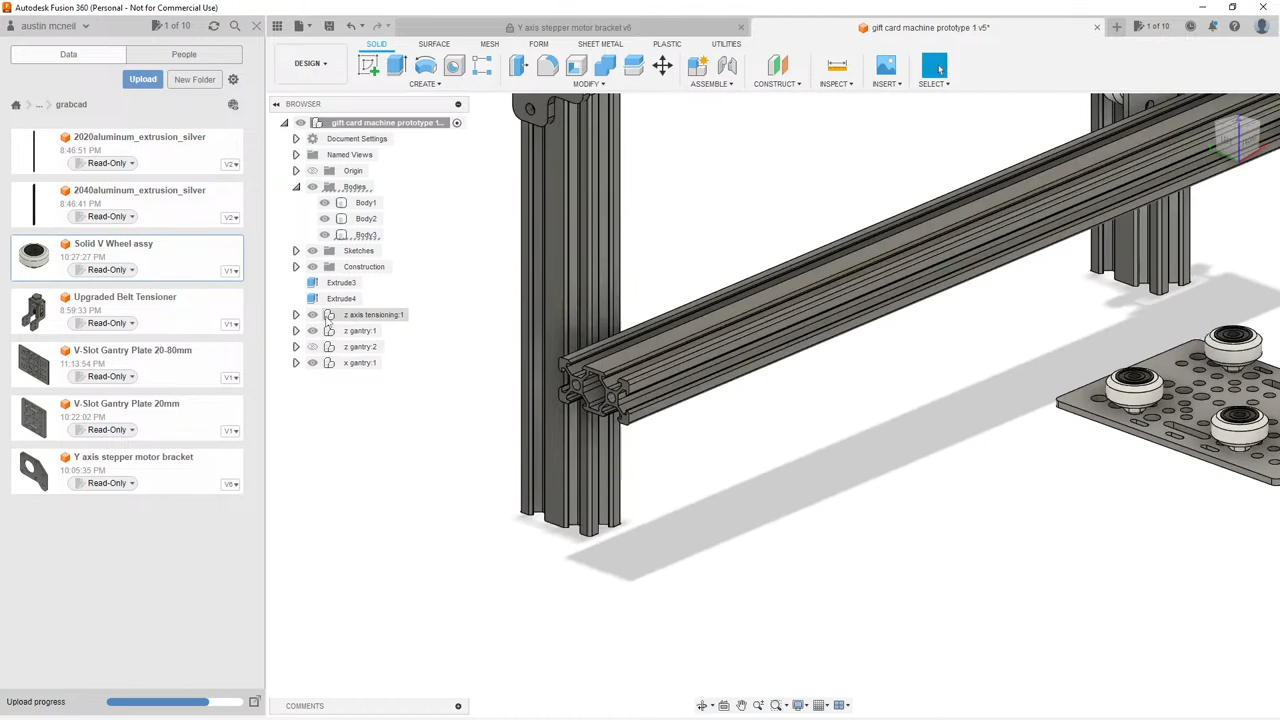 Autodesk Fusion 360 (Personal - Not for Commercial Use)
austin mcneil
1 of 10
Y axis stepper motor bracket v6
gift card machine prototype 1 v5*
1 of 10
Data
People
SOLID
SURFACE
MESH
FORM
SHEET METAL
PLASTIC
UTILITIES
DESIGN
Upload
New Folder
CREATE
MODIFY
ASSEMBLE
CONSTRUCT
INSPECT
INSERT
SELECT
... grabcad
BROWSER
gift card machine prototype 1...
Document Settings
Named Views
Origin
Bodies
Body1
Body2
Body3
Sketches
Construction
Extrude3
Extrude4
z axis tensioning:1
z gantry:1
z gantry:2
x gantry:1
2020aluminum_extrusion_silver
8:46:51 PM
Read-Only
V2
2040aluminum_extrusion_silver
8:46:41 PM
Read-Only
V2
Solid V Wheel assy
10:27:27 PM
Read-Only
V1
Upgraded Belt Tensioner
8:59:33 PM
Read-Only
V1
V-Slot Gantry Plate 20-80mm
11:13:54 PM
Read-Only
V1
V-Slot Gantry Plate 20mm
10:22:02 PM
Read-Only
V1
Y axis stepper motor bracket
10:05:35 PM
Read-Only
V6
Upload progress
COMMENTS